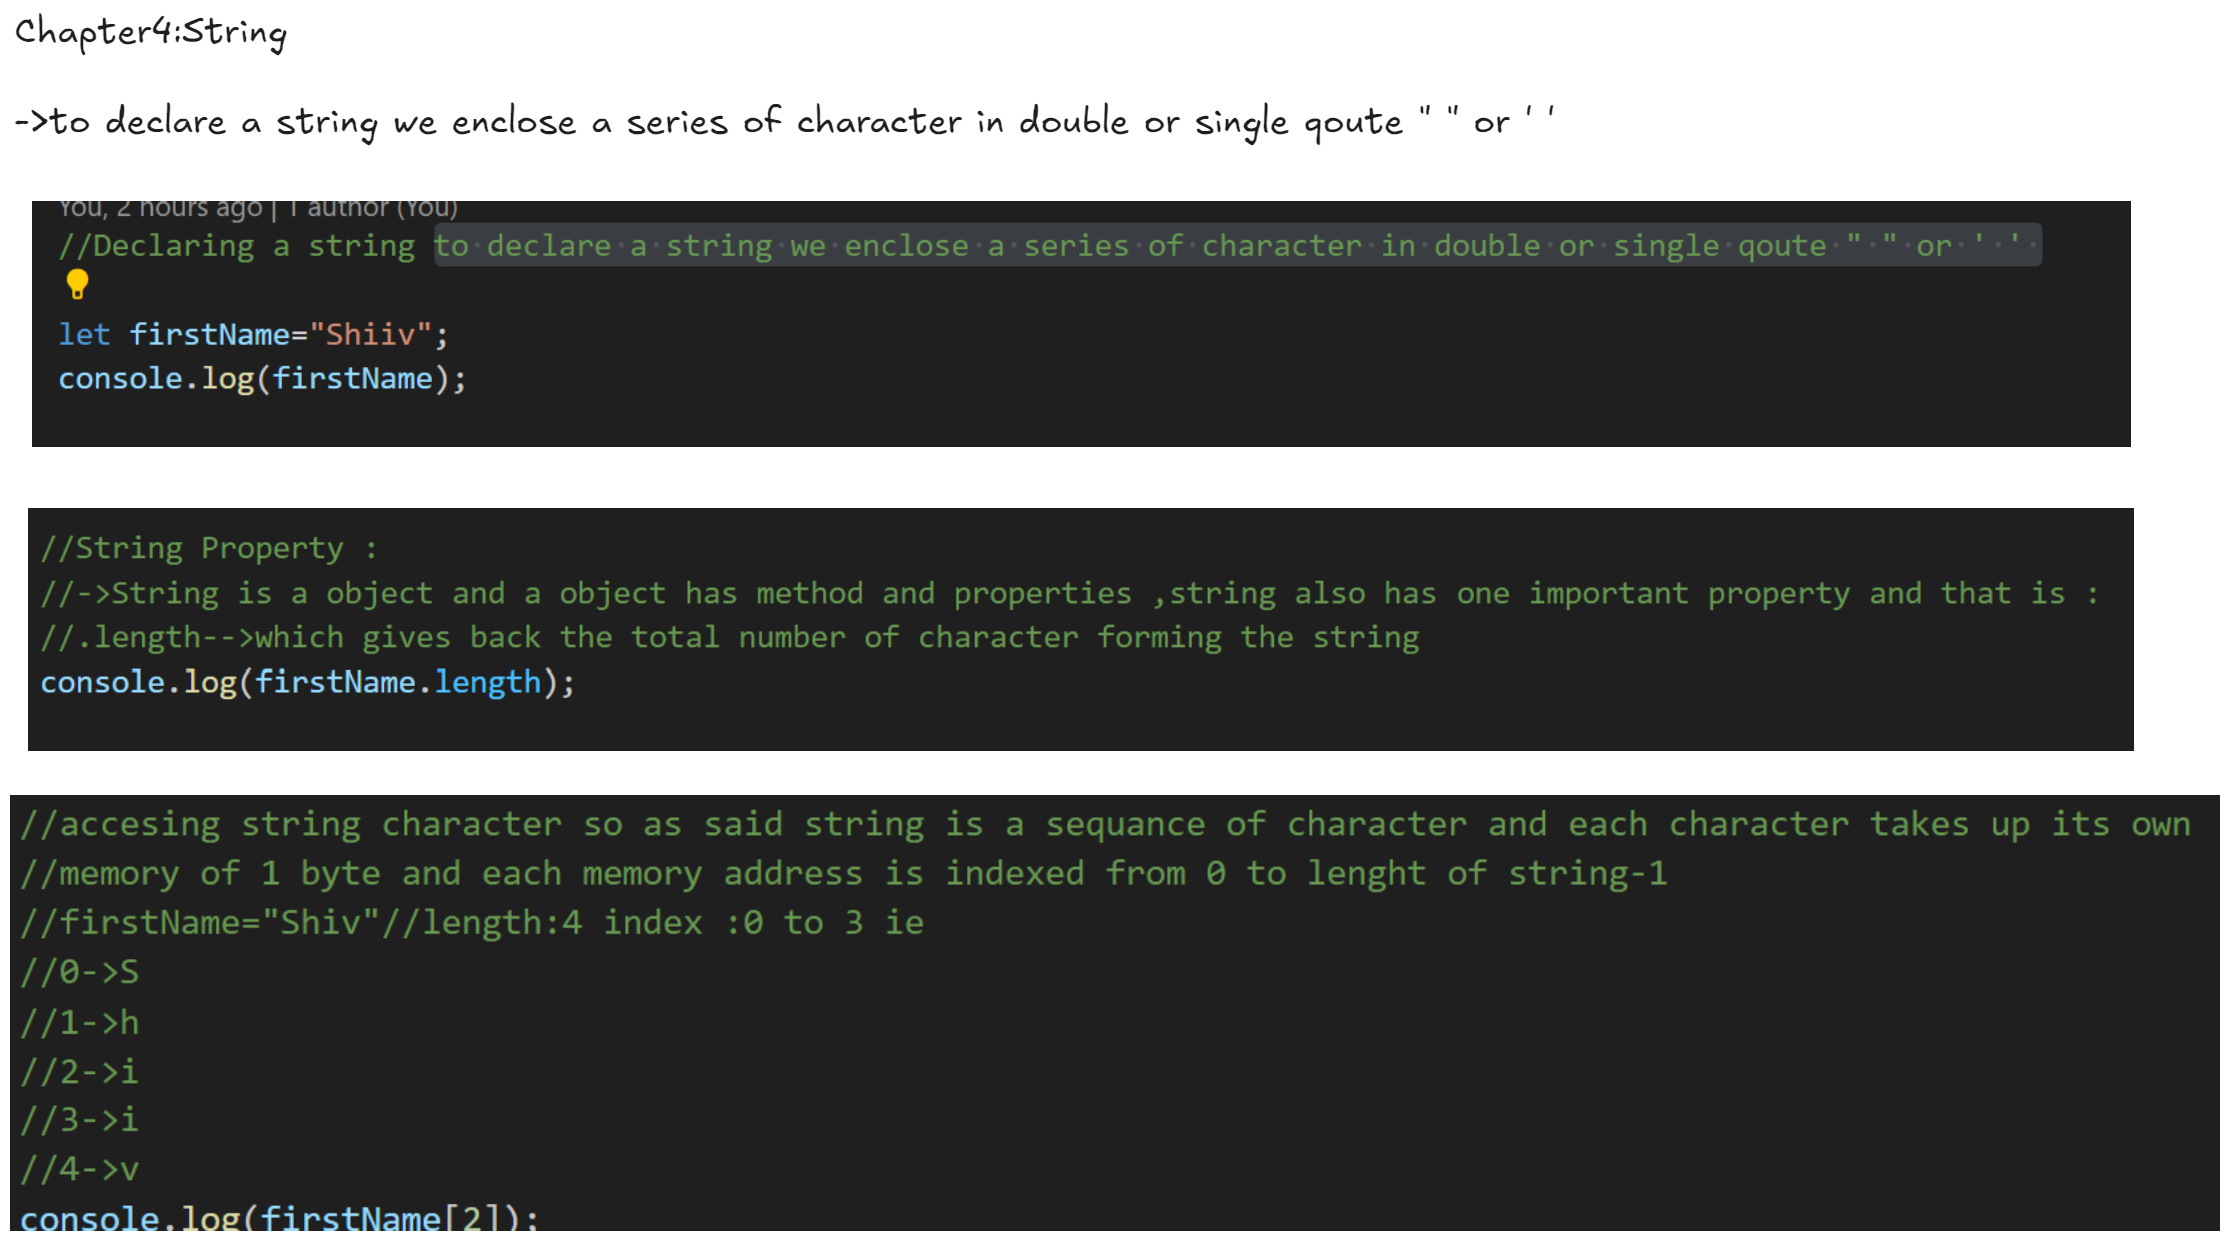 Chapter4:String
->to declare a string we enclose a series of character in double or single qoute " " or ' '
You, 2 hours ago | 1 author (You)
//Declaring a string to declare a string we enclose a series of character in double or single qoute " " or ' '
let firstName="Shiiv";
console.log(firstName);
//String Property :
//->String is a object and a object has method and properties ,string also has one important property and that is :
//.length-->which gives back the total number of character forming the string
console.log(firstName.length);
//accesing string character so as said string is a sequance of character and each character takes up its own
//memory of 1 byte and each memory address is indexed from 0 to lenght of string-1
//firstName="Shiv"//length:4 index :0 to 3 ie
//0->S
//1->h
//2->i
//3->i
//4->v
console.log(firstName[2]);